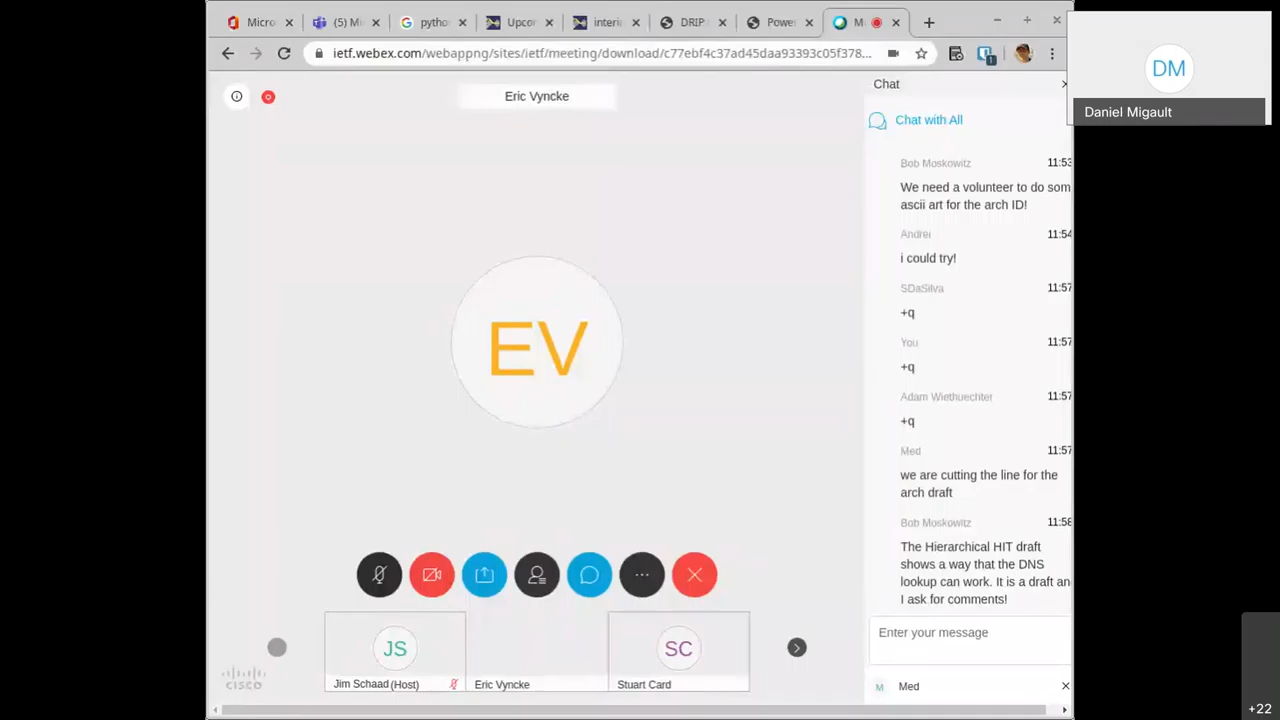 Micro
(5) Mi
python
Upcor
interir
DRIP
Power
M
ietf.webex.com/webappng/sites/ietf/meeting/download/c77ebf4c37ad45daa93393c05f378...
1
Eric Vyncke
Chat
Chat with All
Bob Moskowitz 11:53
We need a volunteer to do som
ascii art for the arch ID!
Andrei 11:54
i could try!
SDaSilva 11:57
+q
You 11:57
+q
Adam Wiethuechter 11:57
+q
Med 11:57
we are cutting the line for the
arch draft
Bob Moskowitz 11:58
The Hierarchical HIT draft
shows a way that the DNS
lookup can work. It is a draft an
I ask for comments!
Enter your message
M Med
EV
JS
Jim Schaad (Host)
Eric Vyncke
SC
Stuart Card
CISCO
DM
Daniel Migault
+22